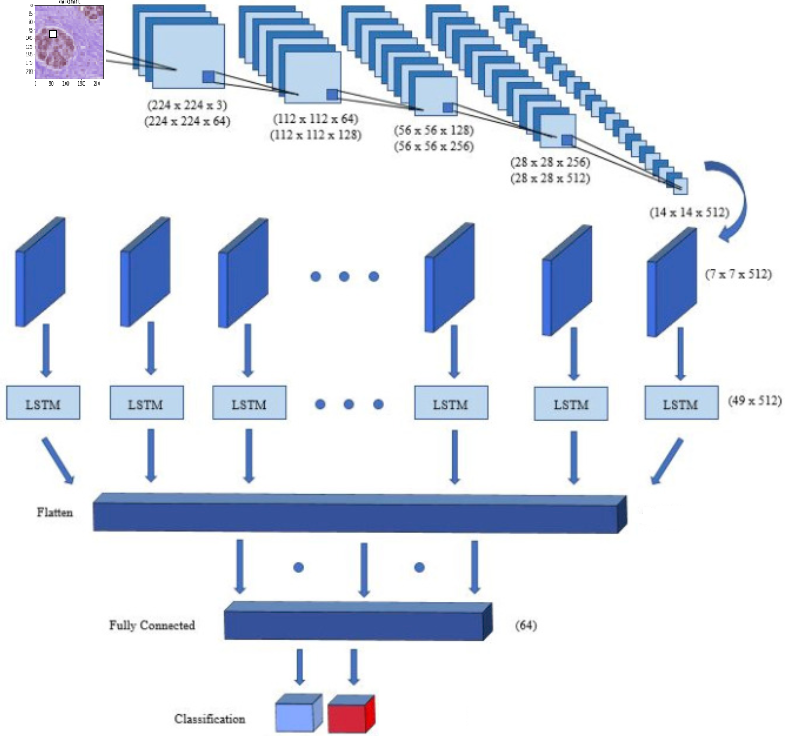 (224 x 224 x 3)
(224 x 224 x 64)
(112 x 112 x 64)
(112 x 112 x 128)
(56 x 56 x 128)
(56 x 56 x 256)
(28 x 28 x 256)
(28 x 28 x 512)
(14 x 14 x 512)
(7 x 7 x 512)
LSTM
LSTM
LSTM
LSTM
LSTM
LSTM
(49 x 512)
Flatten
Fully Connected
(64)
Classification